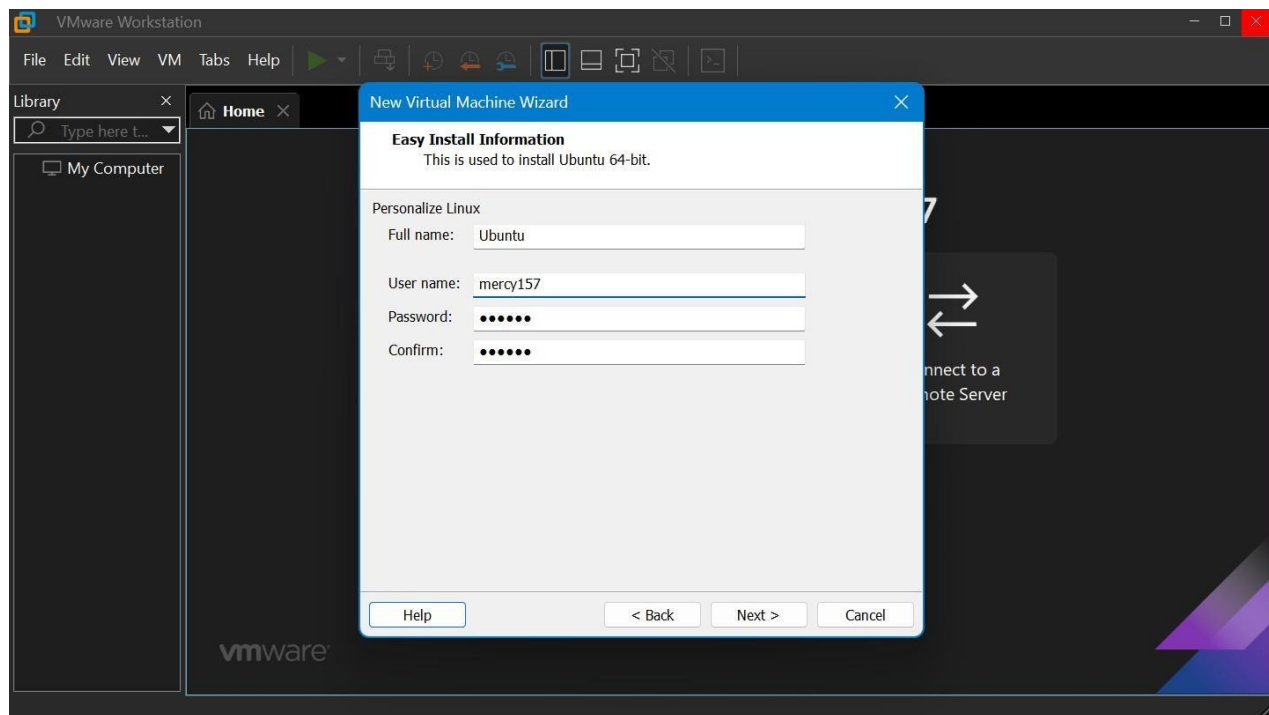 VMware Workstation
File Edit View VM Tabs Help
Library
Type here t...
My Computer
Home
New Virtual Machine Wizard
Easy Install Information
This is used to install Ubuntu 64-bit.
Personalize Linux
Full name: Ubuntu
User name: mercy157
Password: ●●●●●●
Confirm: ●●●●●●
Help < Back Next > Cancel
7
nnect to a
note Server
vmware